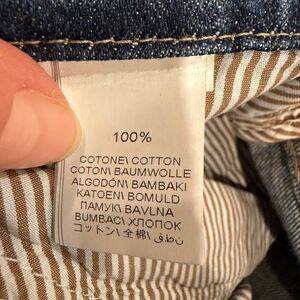 100%
COTONE\ COTTON
COTON\ BAUMWOLLE
ALGODÓN\ BAMBAKI
KATOEN\ BOMULD
ПАМУК\ BAVLNA
BUMBAC\ ХЛОПОК
コットン\ 全棉\ نطق